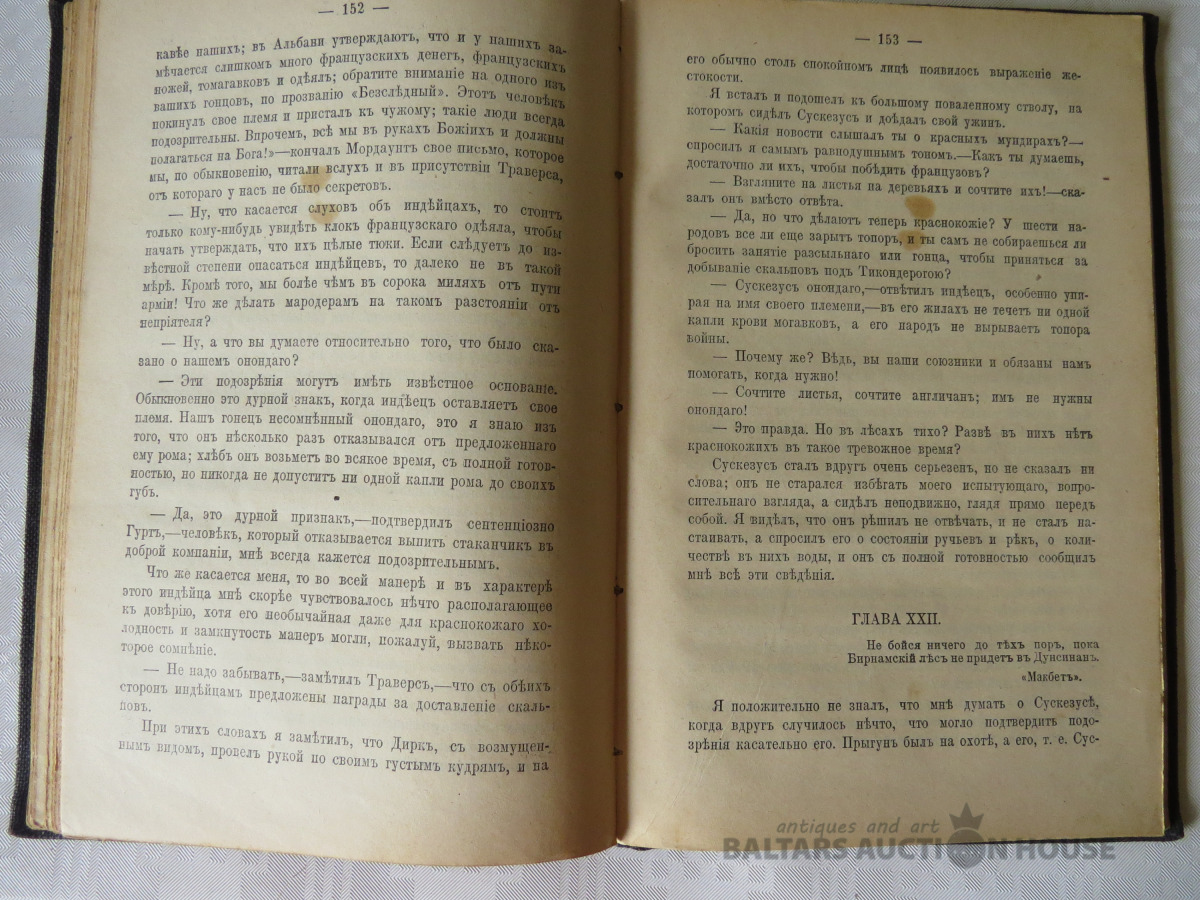 — 152 —
кавѣе нашихъ; въ Албани утверждаютъ, что и у нашихъ за-
мѣчается слишкомъ много французскихъ денегъ, французскихъ
ножей, томагавковъ и одѣялъ; обратите вниманіе на одного изъ
вашихъ гонцовъ, по прозванію «Безслѣдный». Этотъ человѣкъ
покинулъ свое племя и присталъ къ чужому; такіе люди всегда
подозрительны. Впрочемъ, всѣ мы въ рукахъ Божіихъ и должны
полагаться на Бога!»—кончалъ Мордаунтъ свое письмо, которое
мы, по обыкновенію, читали вслухъ и въ присутствіи Траверса,
отъ котораго у насъ не было секретовъ.
— Ну, что касается слуховъ объ индѣйцахъ, то стоитъ
только кому-нибудь увидѣть клокъ французскаго одѣяла, чтобы
начать утверждать, что ихъ цѣлые тюки. Если слѣдуетъ до из-
вѣстной степени опасаться индѣйцевъ, то далеко не въ такой
мѣрѣ. Кромѣ того, мы болѣе чѣмъ въ сорока миляхъ отъ пути
арміи! Что же дѣлать мародерамъ на такомъ разстояніи отъ
непріятеля?
— Ну, а что вы думаете относительно того, что было ска-
зано о нашемъ онондаго?
— Эти подозрѣнія могутъ имѣть извѣстное основаніе.
Обыкновенно это дурной знакъ, когда индѣецъ оставляетъ свое
племя. Нашъ гонецъ несомнѣнный онондаго, это я знаю изъ
того, что онъ нѣсколько разъ отказывался отъ предложеннаго
ему рома; хлѣбъ онъ возьметъ во всякое время, съ полной готов-
ностью, но никогда не допуститъ ни одной капли рома до своихъ
губъ.
— Да, это дурной признакъ,—подтвердилъ сентенціозно
Гуртъ,—человѣкъ, который отказывается выпить стаканчикъ въ
доброй компаніи, мнѣ всегда кажется подозрительнымъ.
Что же касается меня, то во всей манерѣ и въ характерѣ
этого индѣйца мнѣ скорѣе чувствовалось нѣчто располагающее
къ довѣрію, хотя его необычайная даже для краснокожаго хо-
лодность и замкнутость манеръ могли, пожалуй, вызвать нѣко-
торое сомнѣніе.
— Не надо забывать,—замѣтилъ Траверсъ,—что съ обѣихъ
сторонъ индѣйцамъ предложены награды за доставленіе скаль-
повъ.
При этихъ словахъ я замѣтилъ, что Диркъ, съ возмущен-
нымъ видомъ, провелъ рукой по своимъ густымъ кудрямъ, и на
— 153 —
его обычно столь спокойномъ лицѣ появилось выраженіе же-
стокости.
Я всталъ и подошелъ къ большому поваленному стволу, на
которомъ сидѣлъ Сускезусъ и доѣдалъ свой ужинъ.
— Какія новости слышалъ ты о красныхъ мундирахъ?—
спросилъ я самымъ равнодушнымъ тономъ.—Какъ ты думаешь,
достаточно ли ихъ, чтобы побѣдить французовъ?
— Взгляните на листья на деревьяхъ и сочтите ихъ!—ска-
залъ онъ вмѣсто отвѣта.
— Да, но что дѣлаютъ теперь краснокожіе? У шести на-
родовъ все ли еще зарытъ топоръ, и ты самъ не собираешься ли
бросить занятіе разсыльнаго или гонца, чтобы приняться за
добываніе скальповъ подъ Тикондерогою?
— Сускезусъ онондаго,—отвѣтилъ индѣецъ, особенно упи-
рая на имя своего племени,—въ его жилахъ не течетъ ни одной
капли крови могавковъ, а его народъ не вырываетъ топора
войны.
— Почему же? Вѣдь, вы наши союзники и обязаны намъ
помогать, когда нужно!
— Сочтите листья, сочтите англичанъ; имъ не нужны
онондаго!
— Это правда. Но въ лѣсахъ тихо? Развѣ въ нихъ нѣтъ
краснокожихъ въ такое тревожное время?
Сускезусъ сталъ вдругъ очень серьезенъ, но не сказалъ ни
слова; онъ не старался избѣгать моего испытующаго, вопро-
сительнаго взгляда, а сидѣлъ неподвижно, глядя прямо передъ
собой. Я видѣлъ, что онъ рѣшилъ не отвѣчать, и не сталъ на-
стаивать, а спросилъ его о состояніи ручьевъ и рѣкъ, о коли-
чествѣ въ нихъ воды, и онъ съ полной готовностью сообщилъ
мнѣ всѣ эти свѣдѣнія.
ГЛАВА XXII.
Не бойся ничего до тѣхъ поръ, пока
Бирнамскій лѣсъ не придетъ въ Дунсинанъ.
«Макбетъ».
Я положительно не зналъ, что мнѣ думать о Сускезусѣ,
когда вдругъ случилось нѣчто, что могло подтвердить подо-
зрѣнія касательно его. Прыгунъ былъ на охотѣ, а его, т. е. Сус-
antiques and art
BALTARS AUCTION HOUSE